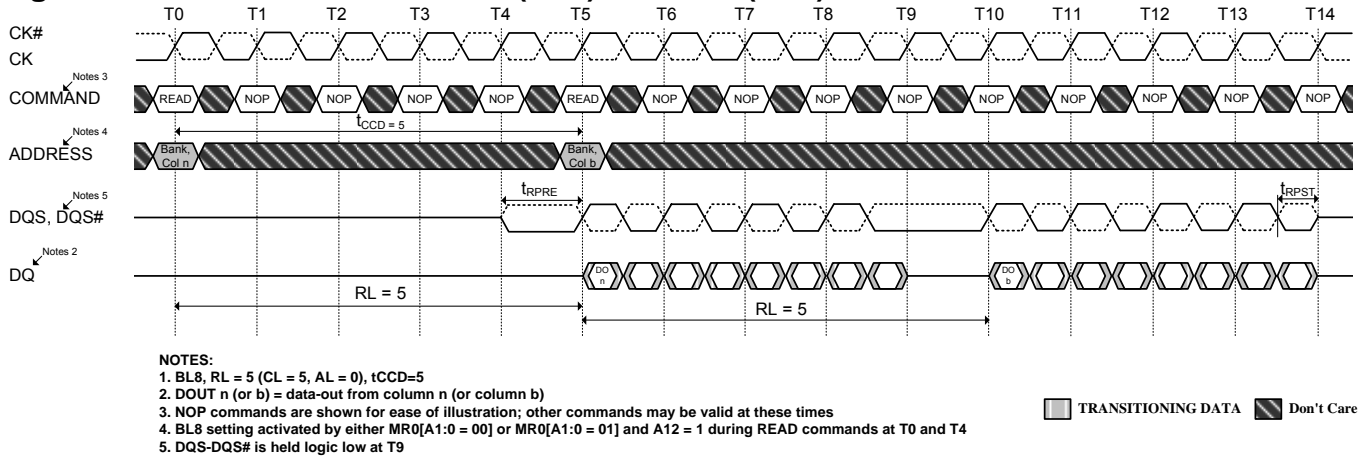 T0 T1 T2 T3 T4 T5 T6 T7 T8 T9 T10 T11 T12 T13 T14
CK#
CK
Notes 3
COMMAND READ NOP NOP NOP NOP READ NOP NOP NOP NOP NOP NOP NOP NOP NOP
tCCD = 5
Notes 4
ADDRESS
Bank, Col n
Bank, Col b
tRPRE
tRPST
Notes 5
DQS, DQS#
Notes 2
DQ
DO n
DO b
RL = 5
RL = 5
NOTES:
1. BL8, RL = 5 (CL = 5, AL = 0), tCCD=5
2. DOUT n (or b) = data-out from column n (or column b)
3. NOP commands are shown for ease of illustration; other commands may be valid at these times
4. BL8 setting activated by either MR0[A1:0 = 00] or MR0[A1:0 = 01] and A12 = 1 during READ commands at T0 and T4
5. DQS-DQS# is held logic low at T9
TRANSITIONING DATA
Don't Care